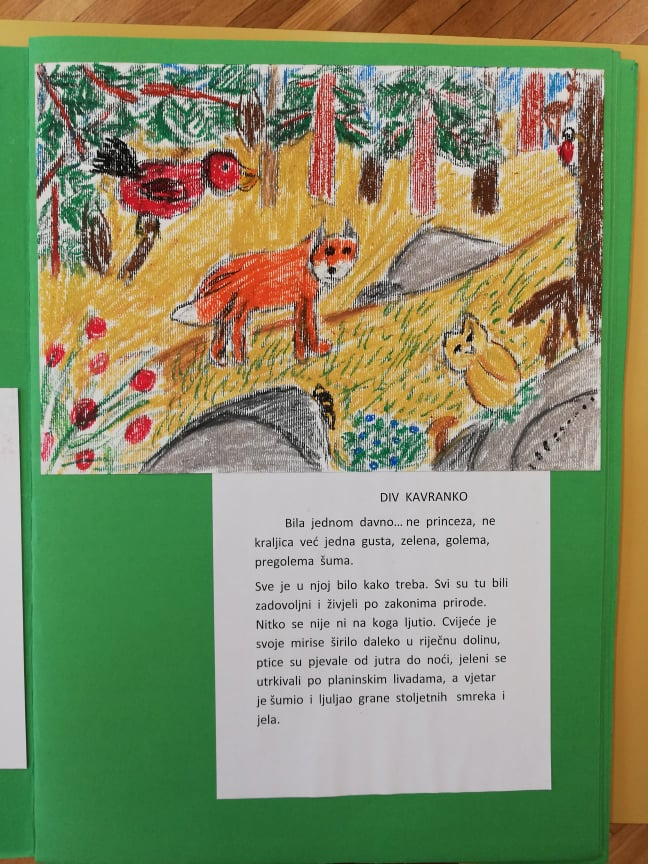 DIV KAVRANKO
Bila jednom davno... ne princeza, ne
kraljica već jedna gusta, zelena, golema,
pregolema šuma.
Sve je u njoj bilo kako treba. Svi su tu bili
zadovoljni i živjeli po zakonima prirode.
Nitko se nije ni na koga ljutio. Cvijeće je
svoje mirise širilo daleko u riječnu dolinu,
ptice su pjevale od jutra do noći, jeleni se
utrkivali po planinskim livadama, a vjetar
je šumio i ljuljao grane stoljetnih smreka i
jela.